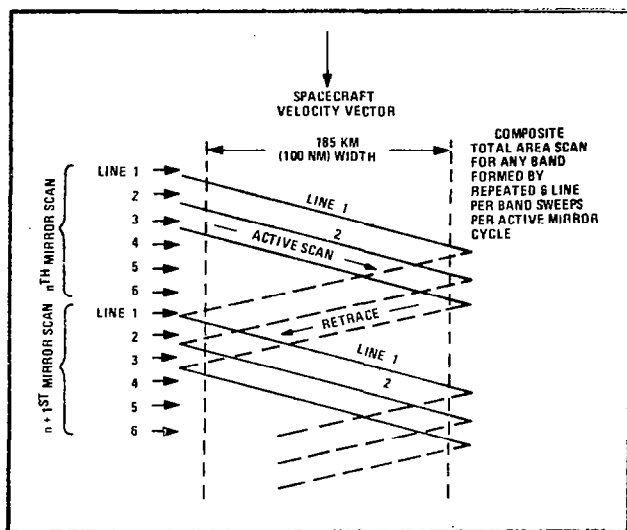 SPACECRAFT
VELOCITY VECTOR
185 KM
(100 NM) WIDTH
COMPOSITE
TOTAL AREA SCAN
FOR ANY BAND
FORMED BY
REPEATED 6 LINE
PER BAND SWEEPS
PER ACTIVE MIRROR
CYCLE
nTH MIRROR SCAN
LINE 1
2
3
4
5
6
LINE 1
2
ACTIVE SCAN
RETRACE
n + 1ST MIRROR SCAN
LINE 1
2
3
4
5
6
LINE 1
2